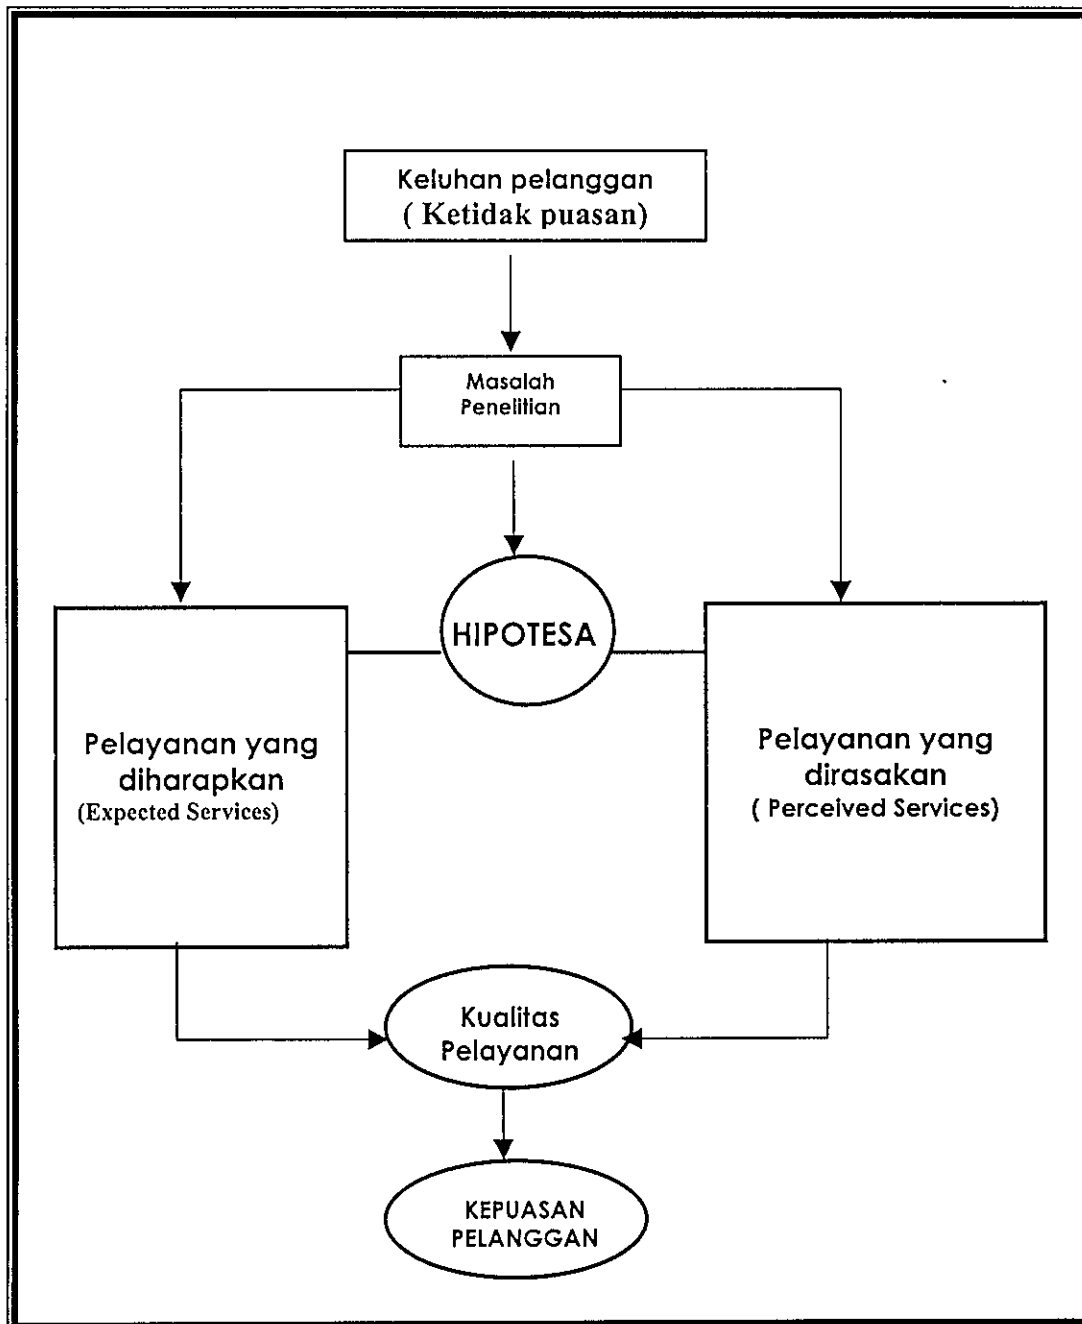 Keluhan pelanggan
( Ketidak puasan)
Masalah
Penelitian
HIPOTESA
Pelayanan yang
diharapkan
(Expected Services)
Pelayanan yang
dirasakan
( Perceived Services)
Kualitas
Pelayanan
KEPUASAN
PELANGGAN